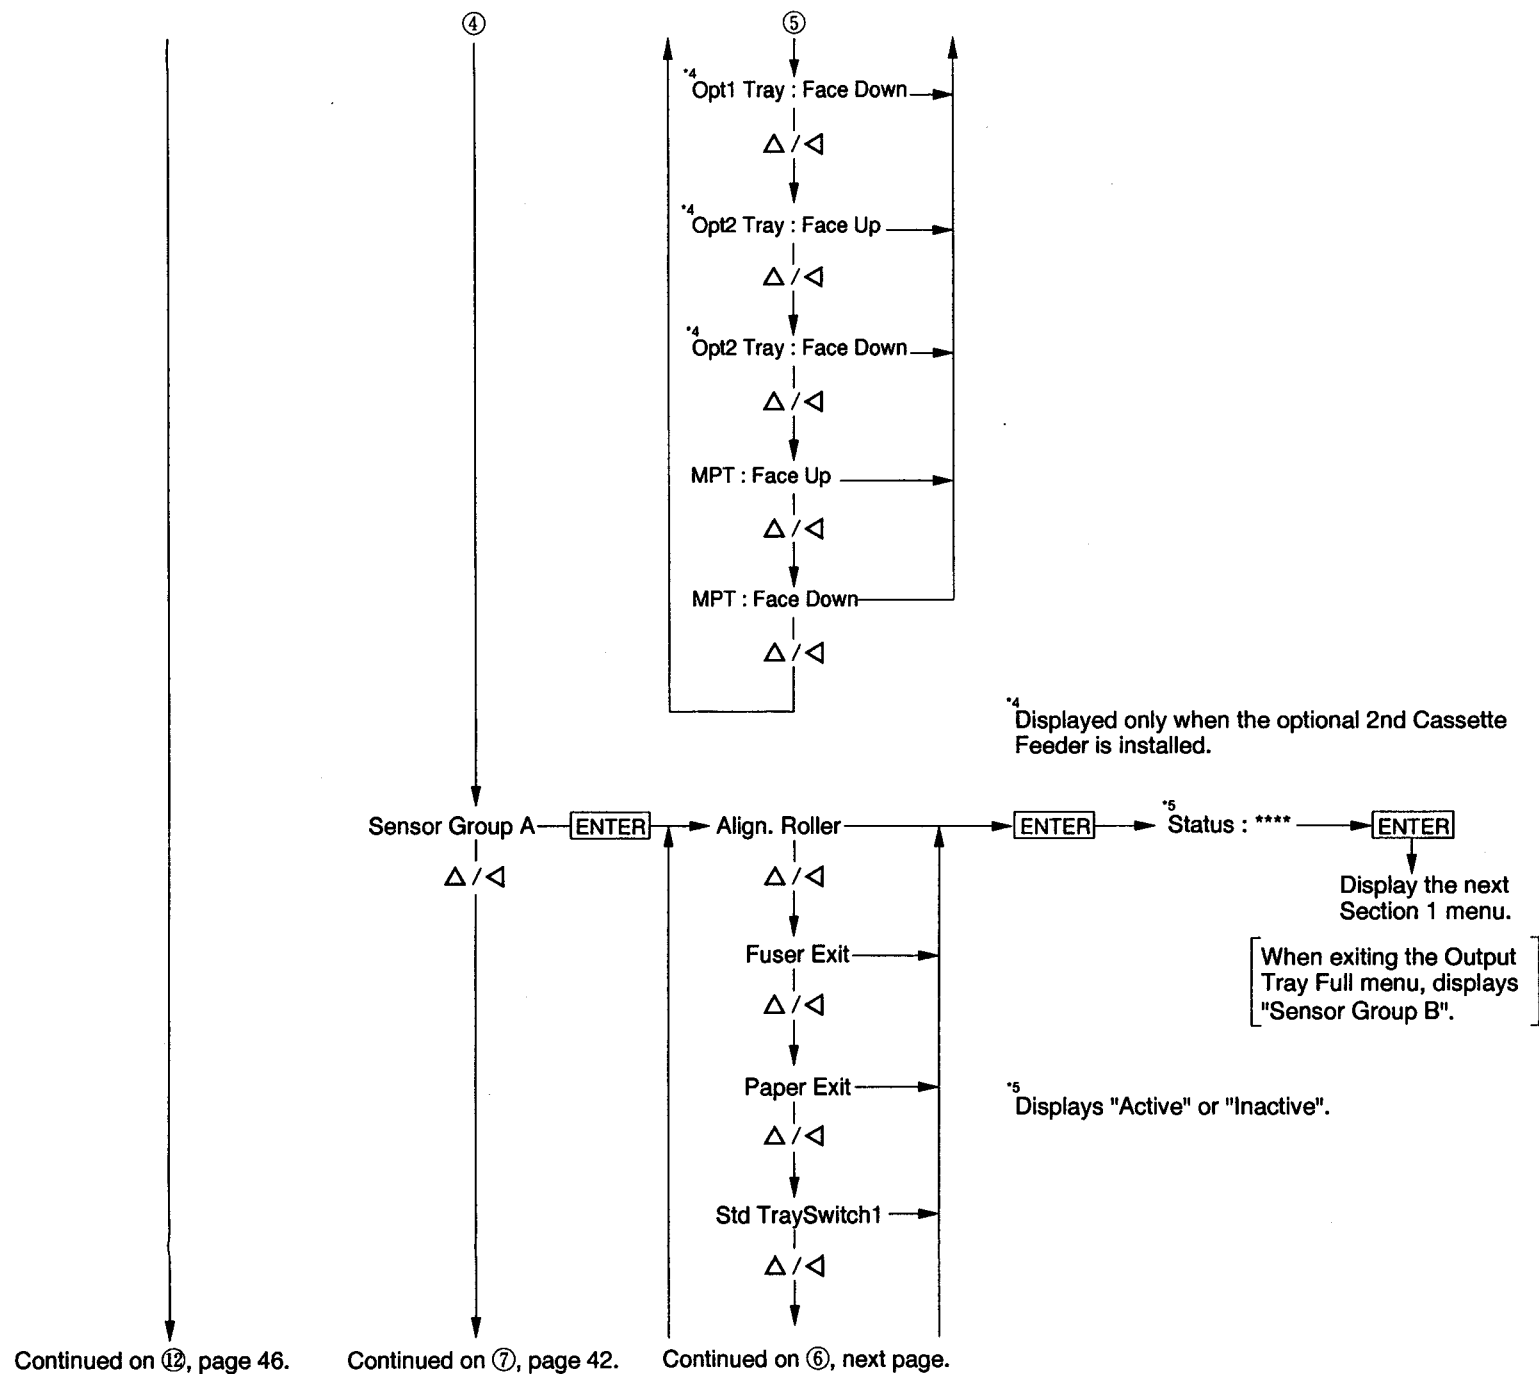 ④ ⑤
*4 Opt1 Tray : Face Down
△ / ◁
*4 Opt2 Tray : Face Up
△ / ◁
*4 Opt2 Tray : Face Down
△ / ◁
MPT : Face Up
△ / ◁
MPT : Face Down
△ / ◁
*4 Displayed only when the optional 2nd Cassette
Feeder is installed.
Sensor Group A ENTER Align. Roller ENTER *5 Status : **** ENTER
△ / ◁ △ / ◁
Display the next
Section 1 menu.
Fuser Exit
When exiting the Output
Tray Full menu, displays
"Sensor Group B".
△ / ◁
Paper Exit
*5 Displays "Active" or "Inactive".
△ / ◁
Std TraySwitch1
△ / ◁
Continued on ⑫, page 46. Continued on ⑦, page 42. Continued on ⑥, next page.